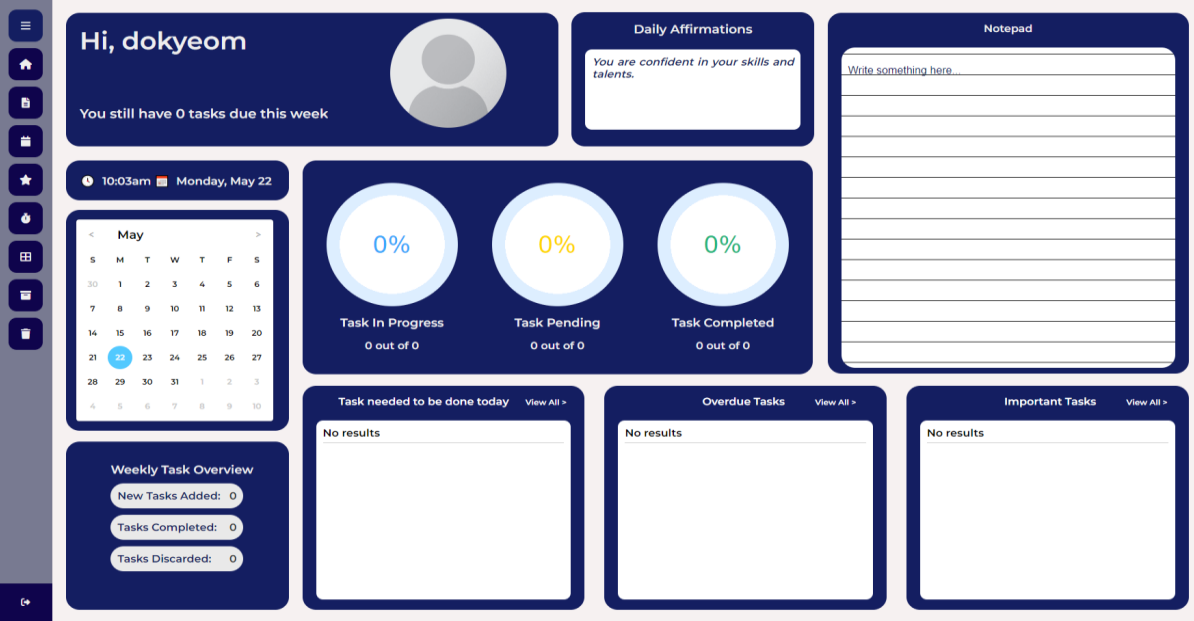 Hi, dokyeom
You still have 0 tasks due this week
Daily Affirmations
You are confident in your skills and
talents.
Notepad
Write something here...
10:03am Monday, May 22
< May >
S M T W T F S
30 1 2 3 4 5 6
7 8 9 10 11 12 13
14 15 16 17 18 19 20
21 22 23 24 25 26 27
28 29 30 31 1 2 3
4 5 6 7 8 9 10
0% 0% 0%
Task In Progress Task Pending Task Completed
0 out of 0 0 out of 0 0 out of 0
Weekly Task Overview
New Tasks Added: 0
Tasks Completed: 0
Tasks Discarded: 0
Task needed to be done today View All >
No results
Overdue Tasks View All >
No results
Important Tasks View All >
No results